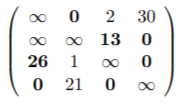 ∞ 0 2 30
∞ ∞ 13 0
26 1 ∞ 0
0 21 0 ∞